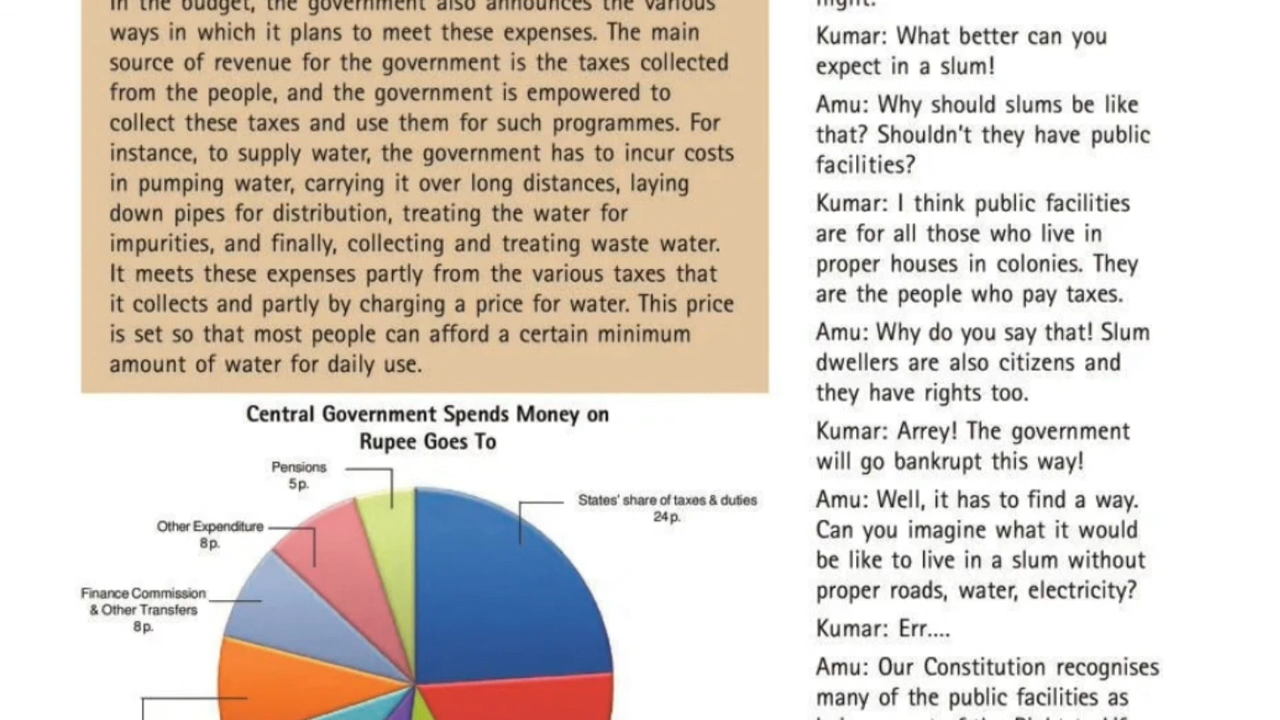 In the budget, the government also announces the various
ways in which it plans to meet these expenses. The main
source of revenue for the government is the taxes collected
from the people, and the government is empowered to
collect these taxes and use them for such programmes. For
instance, to supply water, the government has to incur costs
in pumping water, carrying it over long distances, laying
down pipes for distribution, treating the water for
impurities, and finally, collecting and treating waste water.
It meets these expenses partly from the various taxes that
it collects and partly by charging a price for water. This price
is set so that most people can afford a certain minimum
amount of water for daily use.
Central Government Spends Money on
Rupee Goes To
Pensions
5p.
States' share of taxes & duties
24p.
Other Expenditure
8p.
Finance Commission
& Other Transfers
8p.
Kumar: What better can you
expect in a slum!
Amu: Why should slums be like
that? Shouldn't they have public
facilities?
Kumar: I think public facilities
are for all those who live in
proper houses in colonies. They
are the people who pay taxes.
Amu: Why do you say that! Slum
dwellers are also citizens and
they have rights too.
Kumar: Arrey! The government
will go bankrupt this way!
Amu: Well, it has to find a way.
Can you imagine what it would
be like to live in a slum without
proper roads, water, electricity?
Kumar: Err....
Amu: Our Constitution recognises
many of the public facilities as